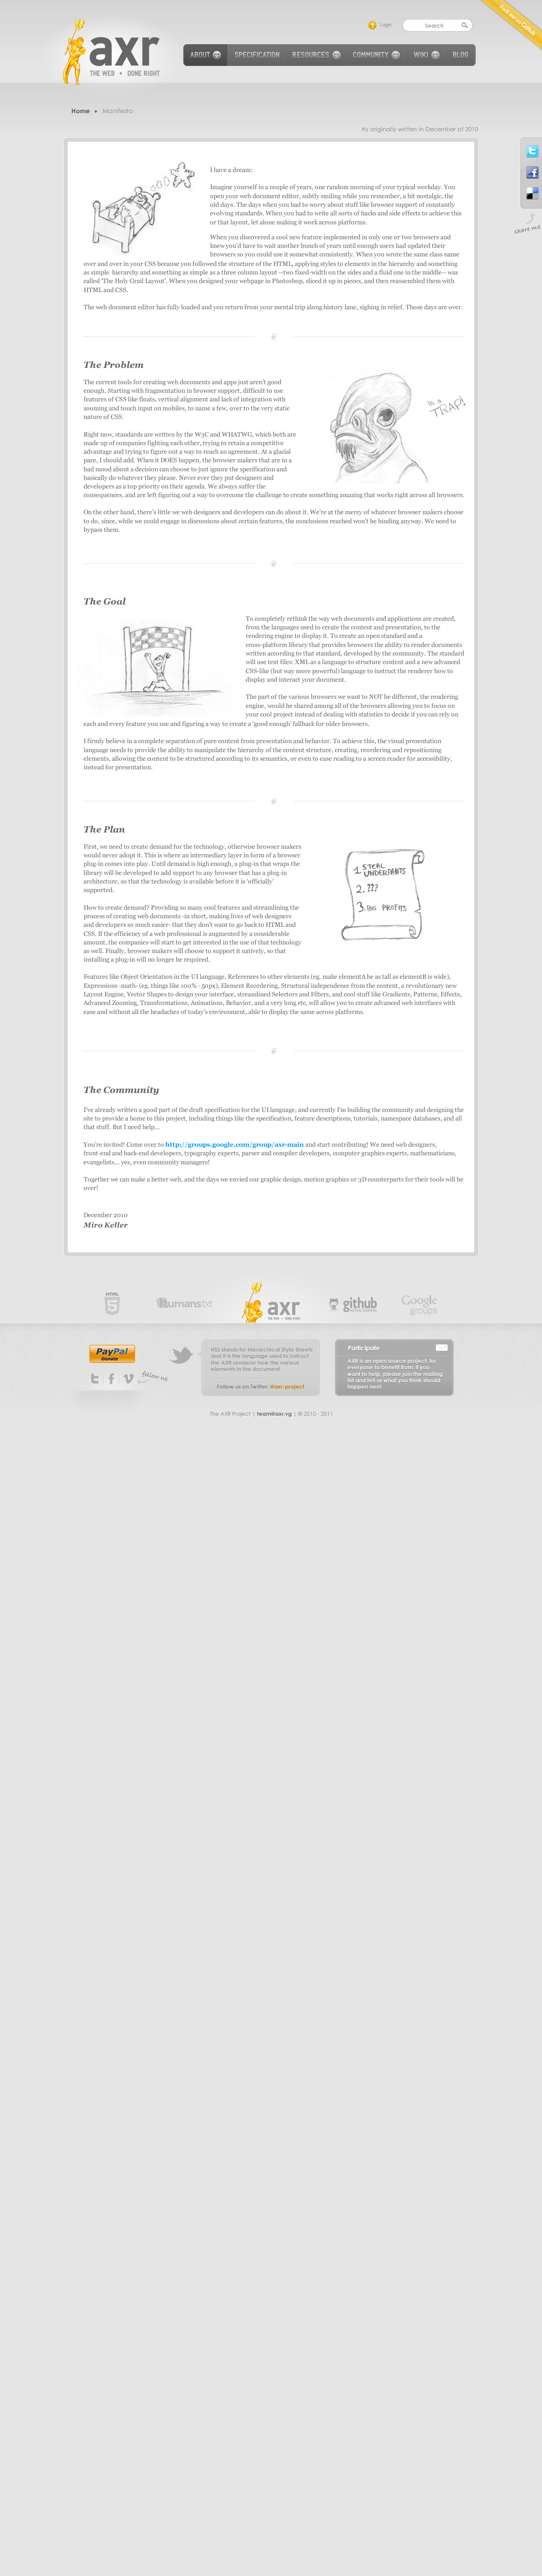 Fork me on GitHub
Login
Search
axr
THE WEB • DONE RIGHT
ABOUT
SPECIFICATION
RESOURCES
COMMUNITY
WIKI
BLOG
Home ▸ Manifesto
As originally written in December of 2010
share me
I have a dream:
Imagine yourself in a couple of years, one random morning of your typical workday. You
open your web document editor, subtly smiling while you remember, a bit nostalgic, the
old days. The days when you had to worry about half-assed browser support of constantly
evolving standards. When you had to write all sorts of hacks and side effects to achieve this
or that layout, let alone making it work across platforms.
When you discovered a cool new feature implemented in only one or two browsers and
knew you'd have to wait another bunch of years until enough users had updated their
browsers so you could use it somewhat consistently. When you wrote the same class name
over and over in your CSS because you followed the structure of the HTML, applying styles to elements in the hierarchy and something
as simple hierarchy and something as simple as a three column layout --two fixed-width on the sides and a fluid one in the middle-- was
called 'The Holy Grail Layout'. When you designed your webpage in Photoshop, sliced it up in pieces, and then reassembled them with
HTML and CSS.
The web document editor has fully loaded and you return from your mental trip along history lane, sighing in relief. Those days are over.
The Problem
The current tools for creating web documents and apps just aren't good
enough. Starting with fragmentation in browser support, difficult to use
features of CSS like floats, vertical alignment and lack of integration with
zooming and touch input on mobiles, to name a few, over to the very static
nature of CSS.
Right now, standards are written by the W3C and WHATWG, which both are
made up of companies fighting each other, trying to retain a competitive
advantage and trying to figure out a way to reach an agreement. At a glacial
pace, I should add. When it DOES happen, the browser makers that are in a
bad mood about a decision can choose to just ignore the specification and
basically do whatever they please. Never ever they put designers and
developers as a top priority on their agenda. We always suffer the
consequences, and are left figuring out a way to overcome the challenge to create something amazing that works right across all browsers.
It's a
TRAP!
On the other hand, there's little we web designers and developers can do about it. We're at the mercy of whatever browser makers choose
to do, since, while we could engage in discussions about certain features, the conclusions reached won't be binding anyway. We need to
bypass them.
The Goal
To completely rethink the way web documents and applications are created,
from the languages used to create the content and presentation, to the
rendering engine to display it. To create an open standard and a
cross-platform library that provides browsers the ability to render documents
written according to that standard, developed by the community. The standard
will use text files: XML as a language to structure content and a new advanced
CSS-like (but way more powerful) language to instruct the renderer how to
display and interact your document.
The part of the various browsers we want to NOT be different, the rendering
engine, would be shared among all of the browsers allowing you to focus on
your cool project instead of dealing with statistics to decide if you can rely on
each and every feature you use and figuring a way to create a 'good enough' fallback for older browsers.
I firmly believe in a complete separation of pure content from presentation and behavior. To achieve this, the visual presentation
language needs to provide the ability to manipulate the hierarchy of the content structure, creating, reordering and repositioning
elements, allowing the content to be structured according to its semantics, or even to ease reading to a screen reader for accessibility,
instead for presentation.
The Plan
First, we need to create demand for the technology, otherwise browser makers
would never adopt it. This is where an intermediary layer in form of a browser
plug-in comes into play. Until demand is high enough, a plug-in that wraps the
library will be developed to add support to any browser that has a plug-in
architecture, so that the technology is available before it is 'officially'
supported.
1. STEAL
UNDERPANTS
2. ???
3. BIG PROFITS
How to create demand? Providing so many cool features and streamlining the
process of creating web documents -in short, making lives of web designers
and developers so much easier- that they don't want to go back to HTML and
CSS. If the efficiency of a web professional is augmented by a considerable
amount, the companies will start to get interested in the use of that technology
as well. Finally, browser makers will choose to support it natively, so that
installing a plug-in will no longer be required.
Features like Object Orientation in the UI language, References to other elements (eg. make elementA be as tall as elementB is wide),
Expressions -math- (eg. things like 100% - 50px), Element Reordering, Structural independence from the content, a revolutionary new
Layout Engine, Vector Shapes to design your interface, streamlined Selectors and Filters, and cool stuff like Gradients, Patterns, Effects,
Advanced Zooming, Transformations, Animations, Behavior, and a very long etc, will allow you to create advanced web interfaces with
ease and without all the headaches of today's environment, able to display the same across platforms.
The Community
I've already written a good part of the draft specification for the UI language, and currently I'm building the community and designing the
site to provide a home to this project, including things like the specification, feature descriptions, tutorials, namespace databases, and all
that stuff. But I need help...
You're invited! Come over to http://groups.google.com/group/axr-main and start contributing! We need web designers,
front-end and back-end developers, typography experts, parser and compiler developers, computer graphics experts, mathematicians,
evangelists... yes, even community managers!
Together we can make a better web, and the days we envied our graphic design, motion graphics or 3D counterparts for their tools will be
over!
December 2010
Miro Keller
HTML
5
humans.txt
axr
THE WEB • DONE RIGHT
github
SOCIAL CODING
Google
groups
PayPal
Donate
follow us
HSS stands for Hierarchical Style Sheets
and it is the language used to instruct
the AXR renderer how the various
elements in the document
Follow us on Twitter: @axr-project
Participate
AXR is an open source project, for
everyone to benefit from. If you
want to help, please join the mailing
list and tell us what you think should
happen next.
The AXR Project | team@axr.vg | © 2010 - 2011